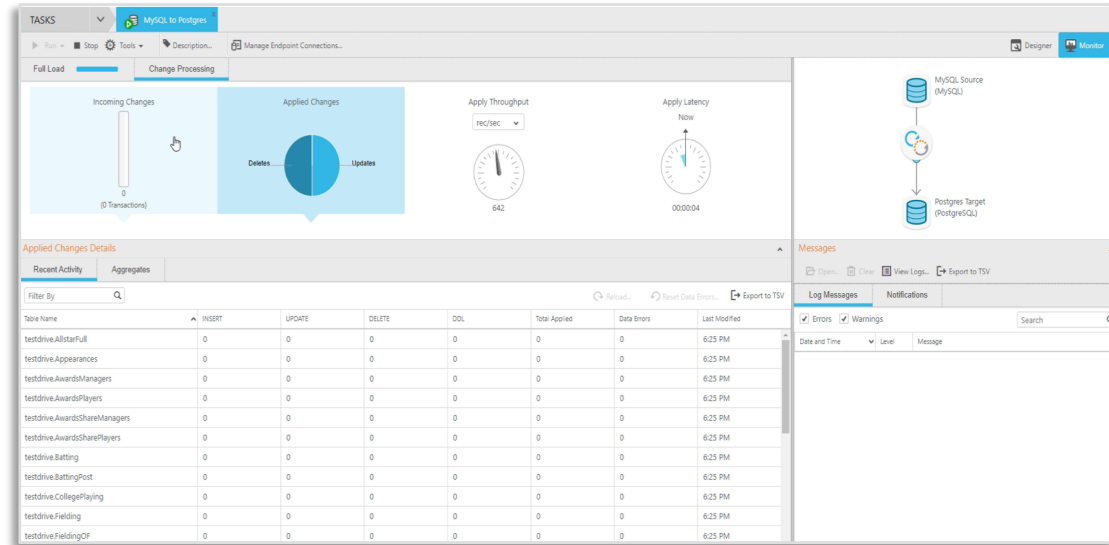 TASKS
MySQL to Postgres
Run Stop Tools Description... Manage Endpoint Connections... Designer Monitor
Full Load Change Processing
Incoming Changes
0
(0 Transactions)
Applied Changes
Deletes Updates
Apply Throughput
rec/sec
642
Apply Latency
Now
00:00:04
MySQL Source
(MySQL)
Postgres Target
(PostgreSQL)
Applied Changes Details
Recent Activity Aggregates
Filter By Reload... Reset Data Errors... Export to TSV
Table Name INSERT UPDATE DELETE DDL Total Applied Data Errors Last Modified
testdrive.AllstarFull 0 0 0 0 0 0 6:25 PM
testdrive.Appearances 0 0 0 0 0 0 6:25 PM
testdrive.AwardsManagers 0 0 0 0 0 0 6:25 PM
testdrive.AwardsPlayers 0 0 0 0 0 0 6:25 PM
testdrive.AwardsShareManagers 0 0 0 0 0 0 6:25 PM
testdrive.AwardsSharePlayers 0 0 0 0 0 0 6:25 PM
testdrive.Batting 0 0 0 0 0 0 6:25 PM
testdrive.BattingPost 0 0 0 0 0 0 6:25 PM
testdrive.CollegePlaying 0 0 0 0 0 0 6:25 PM
testdrive.Fielding 0 0 0 0 0 0 6:25 PM
testdrive.FieldingOF 0 0 0 0 0 0 6:25 PM
Messages
Open... Clear View Logs... Export to TSV
Log Messages Notifications
Errors Warnings Search
Date and Time Level Message